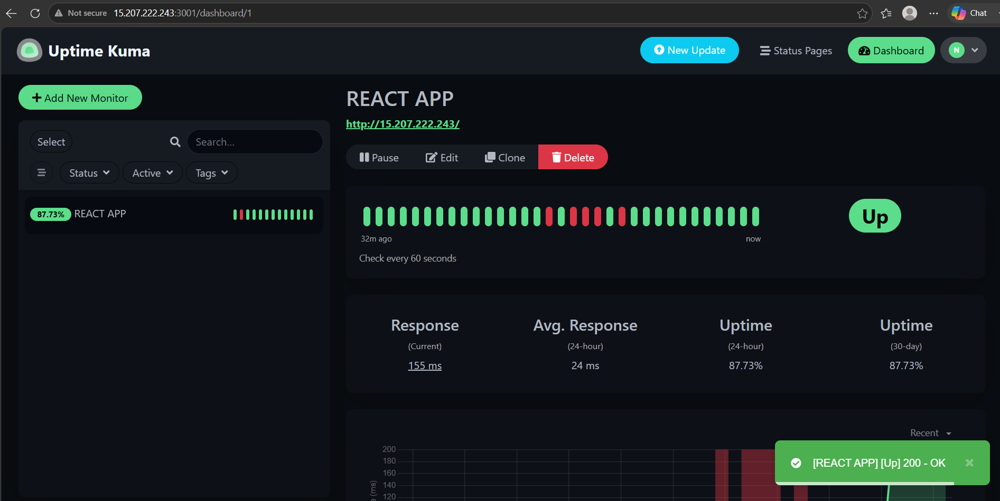 Not secure 15.207.222.243:3001/dashboard/1
Chat
Uptime Kuma
New Update
Status Pages
Dashboard
N
Add New Monitor
Select
Search...
Status
Active
Tags
87.73% REACT APP
REACT APP
http://15.207.222.243/
Pause
Edit
Clone
Delete
Up
32m ago
now
Check every 60 seconds
Response
(Current)
155 ms
Avg. Response
(24-hour)
24 ms
Uptime
(24-hour)
87.73%
Uptime
(30-day)
87.73%
Recent
200
180
160
140
120
(ms)
[REACT APP] [Up] 200 - OK